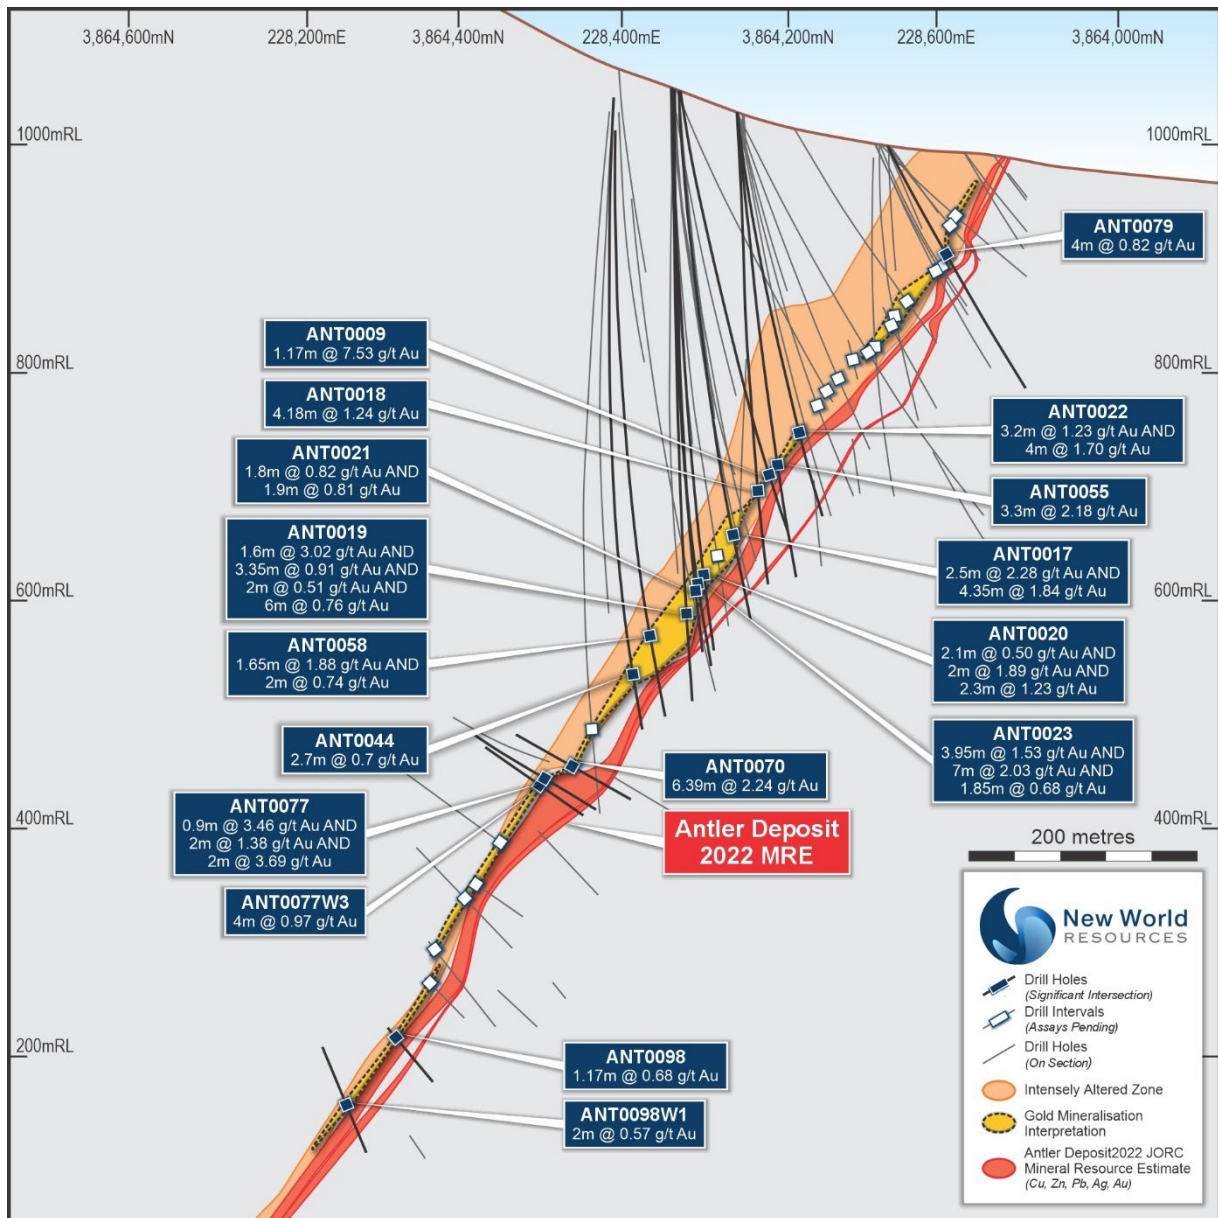 3,864,600mN
228,200mE
3,864,400mN
228,400mE
3,864,200mN
228,600mE
3,864,000mN
1000mRL
1000mRL
ANT0079
4m @ 0.82 g/t Au
ANT0009
1.17m @ 7.53 g/t Au
800mRL
800mRL
ANT0018
4.18m @ 1.24 g/t Au
ANT0022
3.2m @ 1.23 g/t Au AND
4m @ 1.70 g/t Au
ANT0021
1.8m @ 0.82 g/t Au AND
1.9m @ 0.81 g/t Au
ANT0055
3.3m @ 2.18 g/t Au
ANT0019
1.6m @ 3.02 g/t Au AND
3.35m @ 0.91 g/t Au AND
2m @ 0.51 g/t Au AND
6m @ 0.76 g/t Au
ANT0017
2.5m @ 2.28 g/t Au AND
4.35m @ 1.84 g/t Au
600mRL
600mRL
ANT0058
1.65m @ 1.88 g/t Au AND
2m @ 0.74 g/t Au
ANT0020
2.1m @ 0.50 g/t Au AND
2m @ 1.89 g/t Au AND
2.3m @ 1.23 g/t Au
ANT0044
2.7m @ 0.7 g/t Au
ANT0023
3.95m @ 1.53 g/t Au AND
7m @ 2.03 g/t Au AND
1.85m @ 0.68 g/t Au
ANT0070
6.39m @ 2.24 g/t Au
ANT0077
0.9m @ 3.46 g/t Au AND
2m @ 1.38 g/t Au AND
2m @ 3.69 g/t Au
400mRL
400mRL
Antler Deposit
2022 MRE
200 metres
ANT0077W3
4m @ 0.97 g/t Au
New World
RESOURCES
Drill Holes
(Significant Intersection)
Drill Intervals
(Assays Pending)
Drill Holes
(On Section)
Intensely Altered Zone
Gold Mineralisation
Interpretation
Antler Deposit2022 JORC
Mineral Resource Estimate
(Cu, Zn, Pb, Ag, Au)
200mRL
ANT0098
1.17m @ 0.68 g/t Au
ANT0098W1
2m @ 0.57 g/t Au